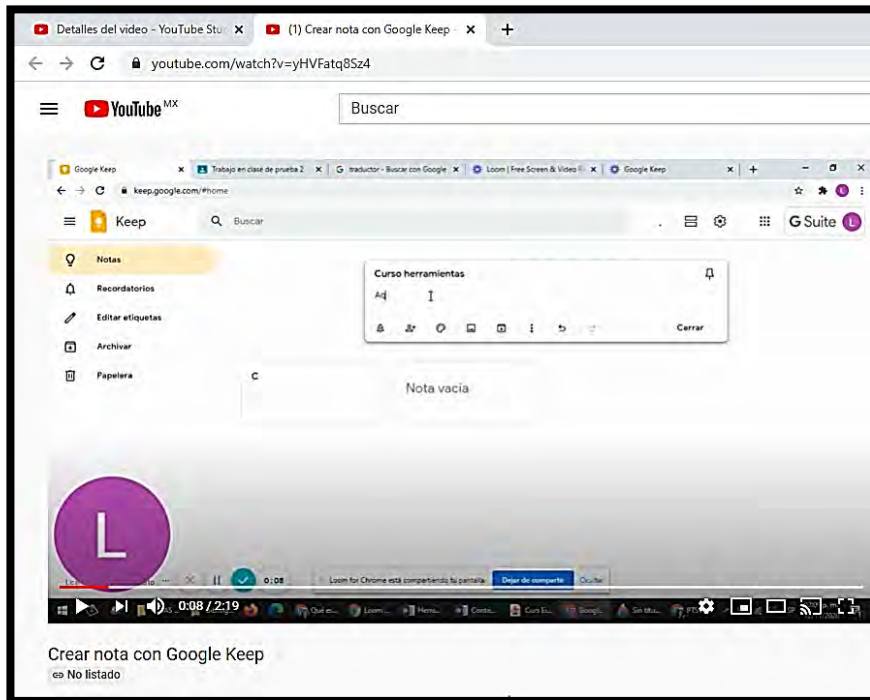 Detalles del video - YouTube Stu
(1) Crear nota con Google Keep -
youtube.com/watch?v=yHVFatq8Sz4
YouTube MX
Buscar
Google Keep
Trabajo en clase de prueba 2
traductor - Buscar con Google
Loom | Free Screen & Video
Google Keep
keep.google.com/#home
Keep
Buscar
G Suite
L
Notas
Recordatorios
Editar etiquetas
Archivar
Papelera
Curso herramientas
Aq
Cerrar
C
Nota vacía
L
0:08
Loom for Chrome está compartiendo tu pantalla.
Dejar de compartir
Ocultar
0:08 / 2:19
Crear nota con Google Keep
No listado